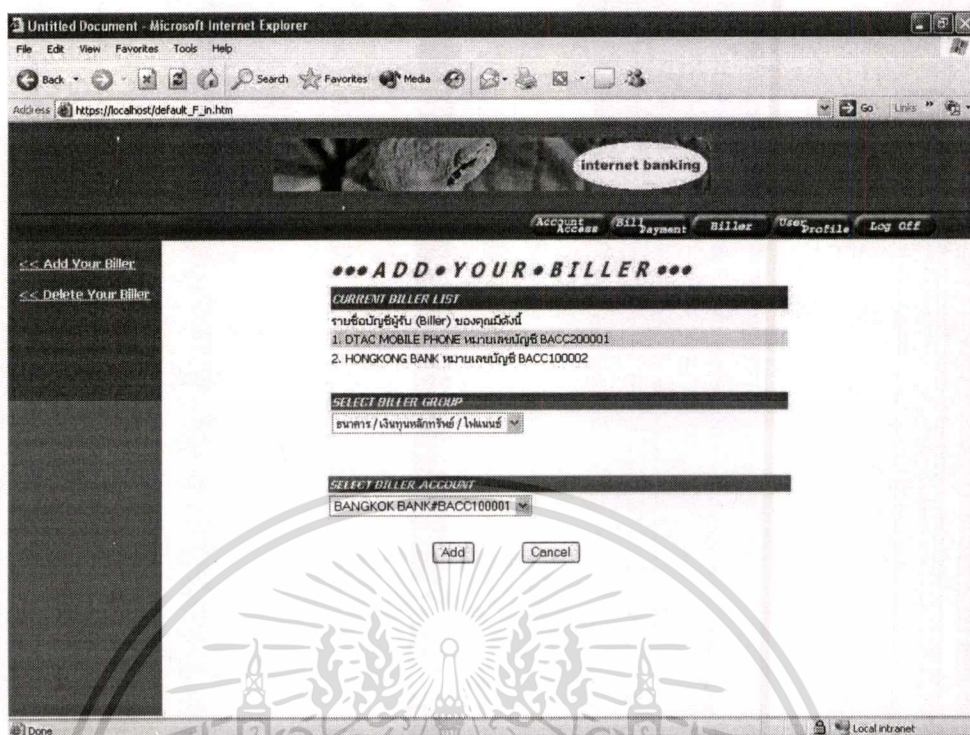 Untitled Document - Microsoft Internet Explorer
File Edit View Favorites Tools Help
Back Search Favorites Media
Address https://localhost/default_F_in.htm Go Links »
internet banking
Account Access Bill Payment Biller User Profile Log Off
<< Add Your Biller
<< Delete Your Biller
●●●ADD●YOUR●BILLER●●●
CURRENT BILLER LIST
รายชื่อบัญชีผู้รับ (Biller) ของคุณมีดังนี้
1. DTAC MOBILE PHONE หมายเลขบัญชี BACC200001
2. HONGKONG BANK หมายเลขบัญชี BACC100002
SELECT BILLER GROUP
ธนาคาร / เงินทุนหลักทรัพย์ / ไฟแนนซ์
SELECT BILLER ACCOUNT
BANGKOK BANK#BACC100001
Add Cancel
Done Local intranet